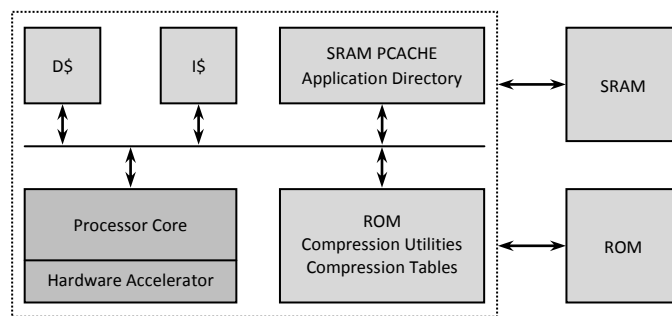 D$
I$
SRAM PCACHE
Application Directory
SRAM
Processor Core
Hardware Accelerator
ROM
Compression Utilities
Compression Tables
ROM